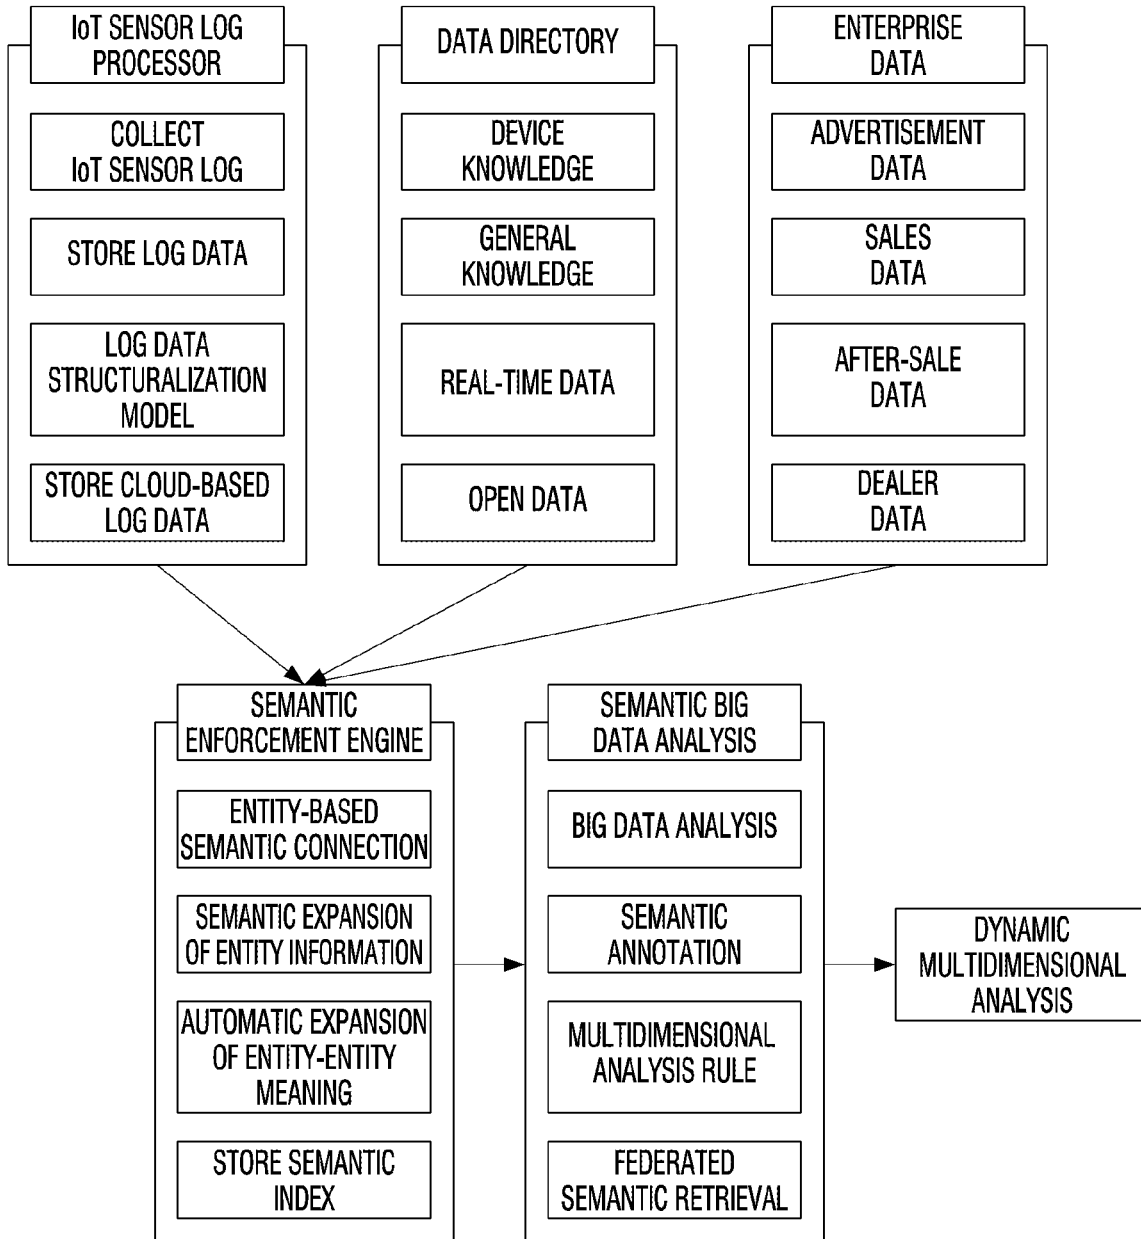 IoT SENSOR LOG
PROCESSOR
COLLECT
IoT SENSOR LOG
STORE LOG DATA
LOG DATA
STRUCTURALIZATION
MODEL
STORE CLOUD-BASED
LOG DATA
DATA DIRECTORY
DEVICE
KNOWLEDGE
GENERAL
KNOWLEDGE
REAL-TIME DATA
OPEN DATA
ENTERPRISE
DATA
ADVERTISEMENT
DATA
SALES
DATA
AFTER-SALE
DATA
DEALER
DATA
SEMANTIC
ENFORCEMENT ENGINE
ENTITY-BASED
SEMANTIC CONNECTION
SEMANTIC EXPANSION
OF ENTITY INFORMATION
AUTOMATIC EXPANSION
OF ENTITY-ENTITY
MEANING
STORE SEMANTIC
INDEX
SEMANTIC BIG
DATA ANALYSIS
BIG DATA ANALYSIS
SEMANTIC
ANNOTATION
MULTIDIMENSIONAL
ANALYSIS RULE
FEDERATED
SEMANTIC RETRIEVAL
DYNAMIC
MULTIDIMENSIONAL
ANALYSIS